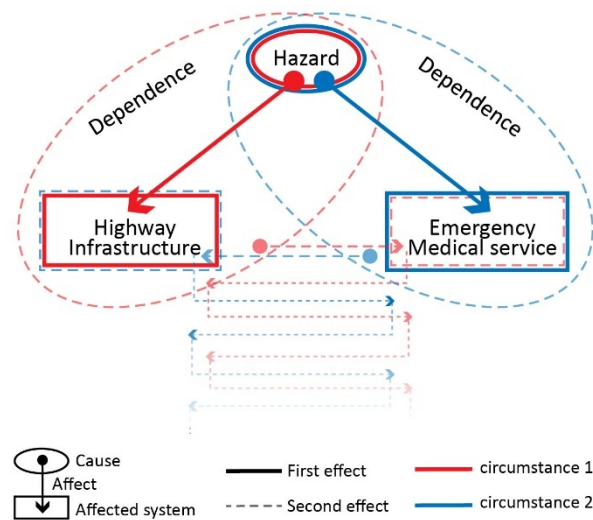 Hazard
Dependence
Dependence
Highway
Infrastructure
Emergency
Medical service
Cause
Affect
Affected system
First effect
Second effect
circumstance 1
circumstance 2